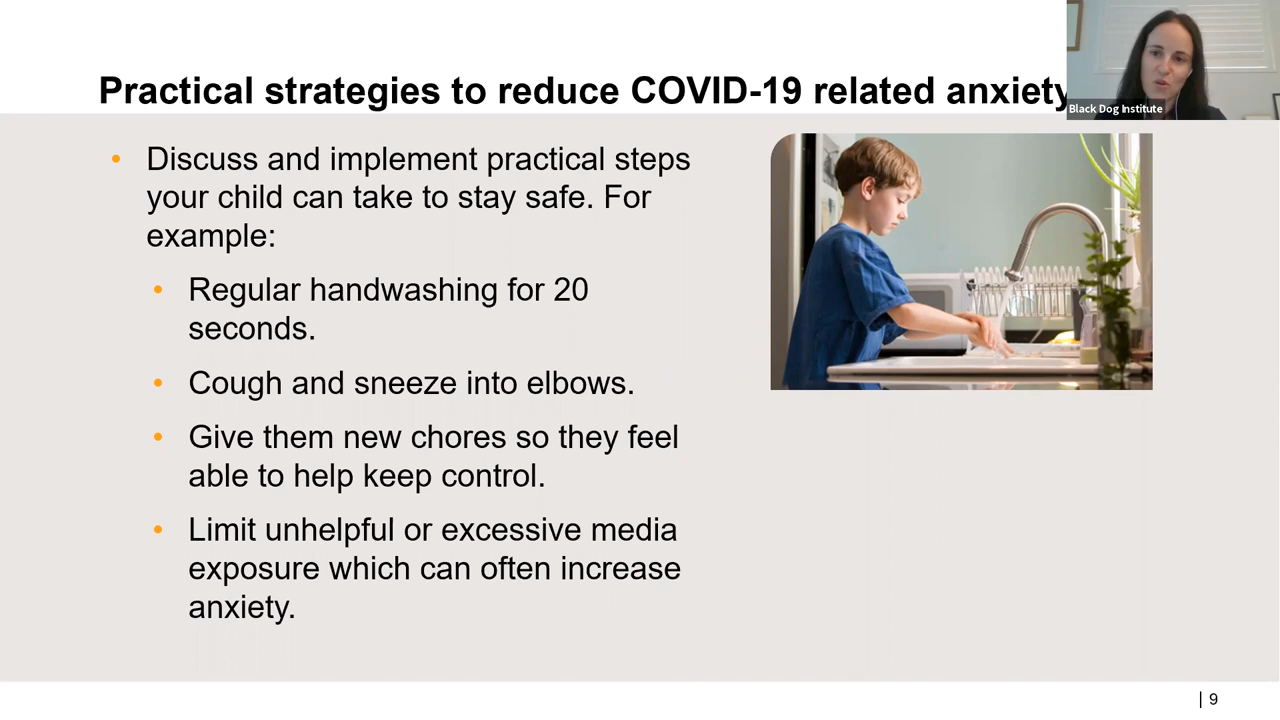 Practical strategies to reduce COVID-19 related anxiety
Black Dog Institute
• Discuss and implement practical steps
your child can take to stay safe. For
example:
• Regular handwashing for 20
seconds.
• Cough and sneeze into elbows.
• Give them new chores so they feel
able to help keep control.
• Limit unhelpful or excessive media
exposure which can often increase
anxiety.
| 9